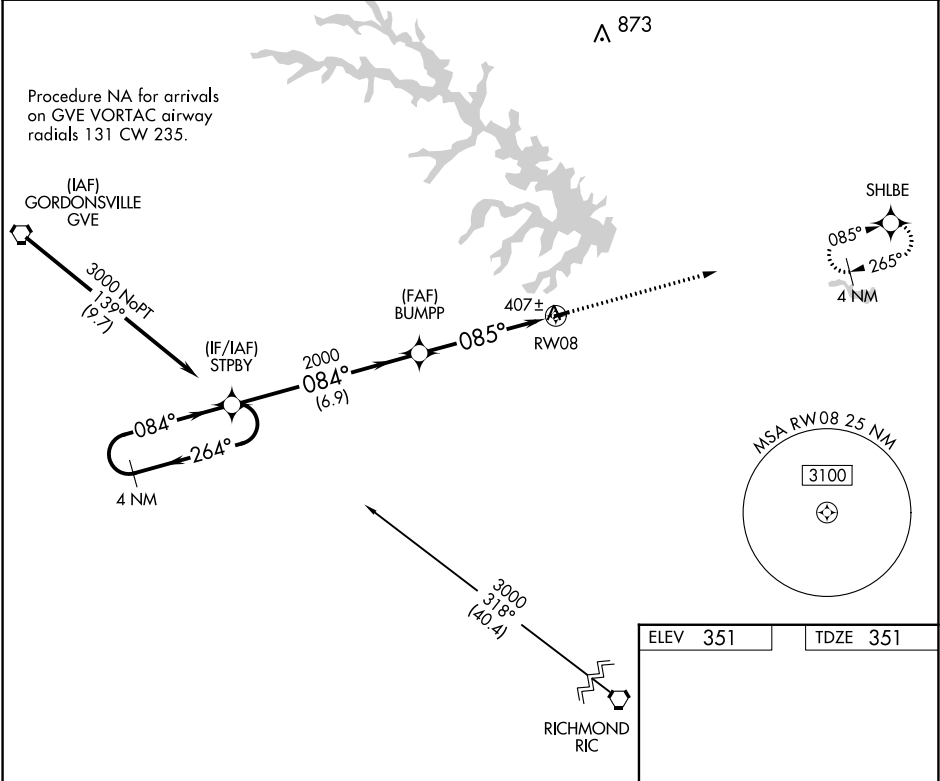 873
Procedure NA for arrivals
on GVE VORTAC airway
radials 131 CW 235.
(IAF)
GORDONSVILLE
GVE
3000 NoPT
139°
(9.7)
(IF/IAF)
STPBY
2000
084°
(6.9)
(FAF)
BUMPP
085°
407±
RW08
SHLBE
085°
265°
4 NM
084°
264°
4 NM
MSA RW08 25 NM
3100
3000
318°
(40.4)
RICHMOND
RIC
ELEV 351
TDZE 351